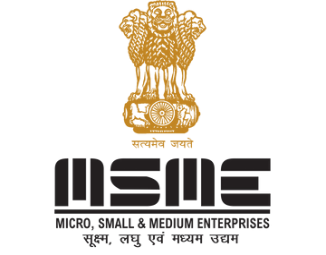 सत्यमेव जयते
MSME
MICRO, SMALL & MEDIUM ENTERPRISES
सूक्ष्म, लघु एवं मध्यम उद्यम